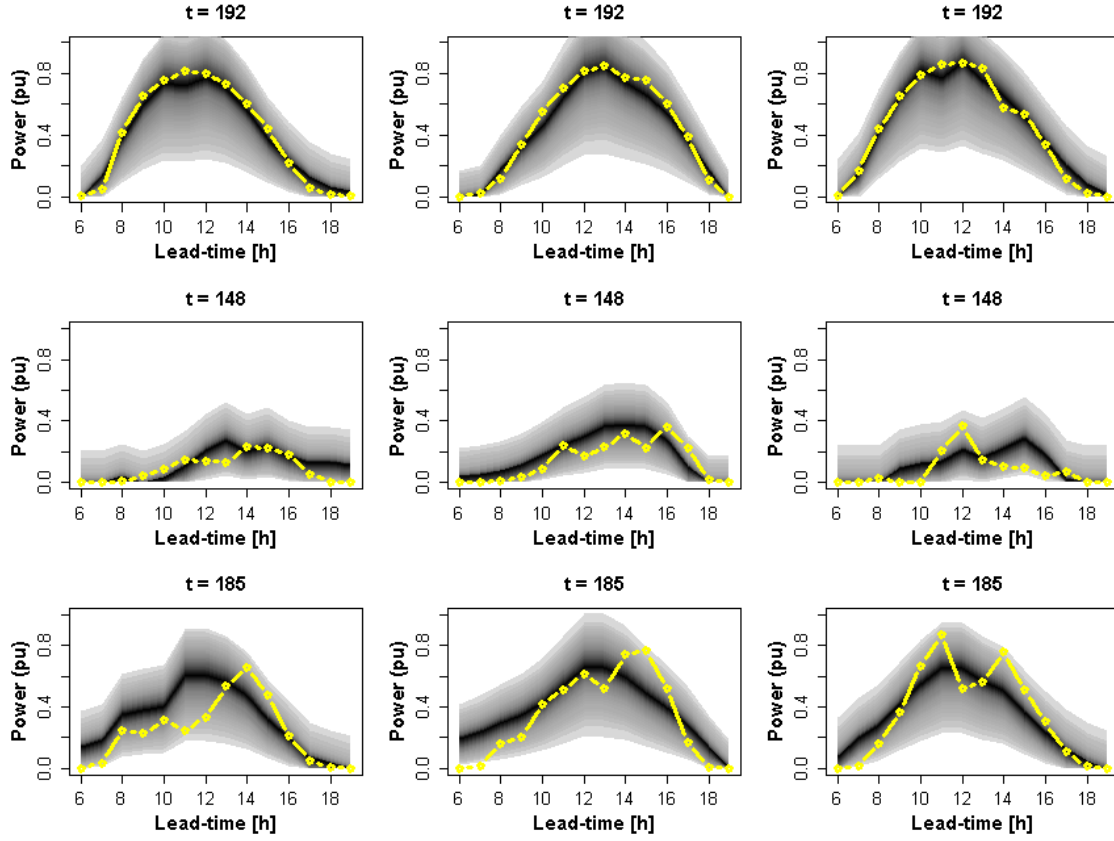 t = 192 t = 192 t = 192
Power (pu) Power (pu) Power (pu)
0.0 0.4 0.8 0.0 0.4 0.8 0.0 0.4 0.8
6 8 10 12 14 16 18 6 8 10 12 14 16 18 6 8 10 12 14 16 18
Lead-time [h] Lead-time [h] Lead-time [h]
t = 148 t = 148 t = 148
Power (pu) Power (pu) Power (pu)
0.0 0.4 0.8 0.0 0.4 0.8 0.0 0.4 0.8
6 8 10 12 14 16 18 6 8 10 12 14 16 18 6 8 10 12 14 16 18
Lead-time [h] Lead-time [h] Lead-time [h]
t = 185 t = 185 t = 185
Power (pu) Power (pu) Power (pu)
0.0 0.4 0.8 0.0 0.4 0.8 0.0 0.4 0.8
6 8 10 12 14 16 18 6 8 10 12 14 16 18 6 8 10 12 14 16 18
Lead-time [h] Lead-time [h] Lead-time [h]